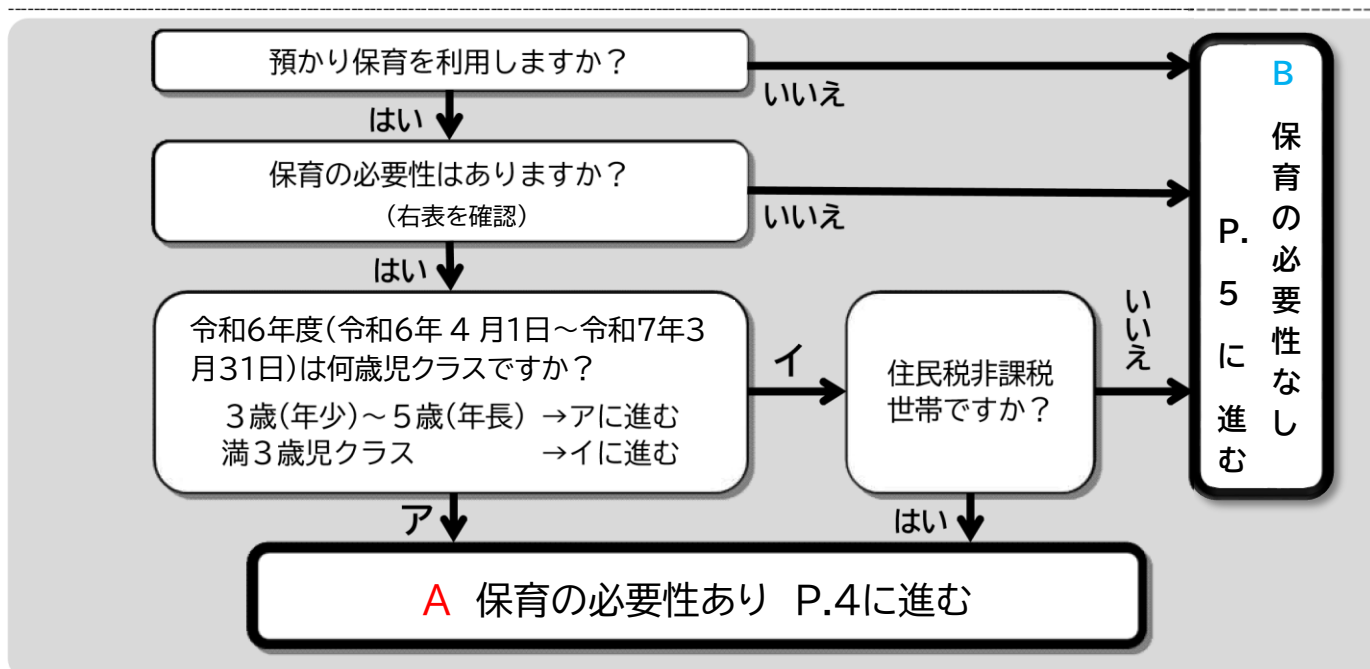 預かり保育を利用しますか？
いいえ
はい
保育の必要性はありますか？
（右表を確認）
いいえ
はい
令和6年度（令和6年 4 月1日～令和7年3
月31日）は何歳児クラスですか？
３歳（年少）～５歳（年長） →アに進む
満３歳児クラス →イに進む
イ
住民税非課税
世帯ですか？
いいえ
B 保育の必要性なし
P.5に進む
ア
はい
A 保育の必要性あり P.4に進む